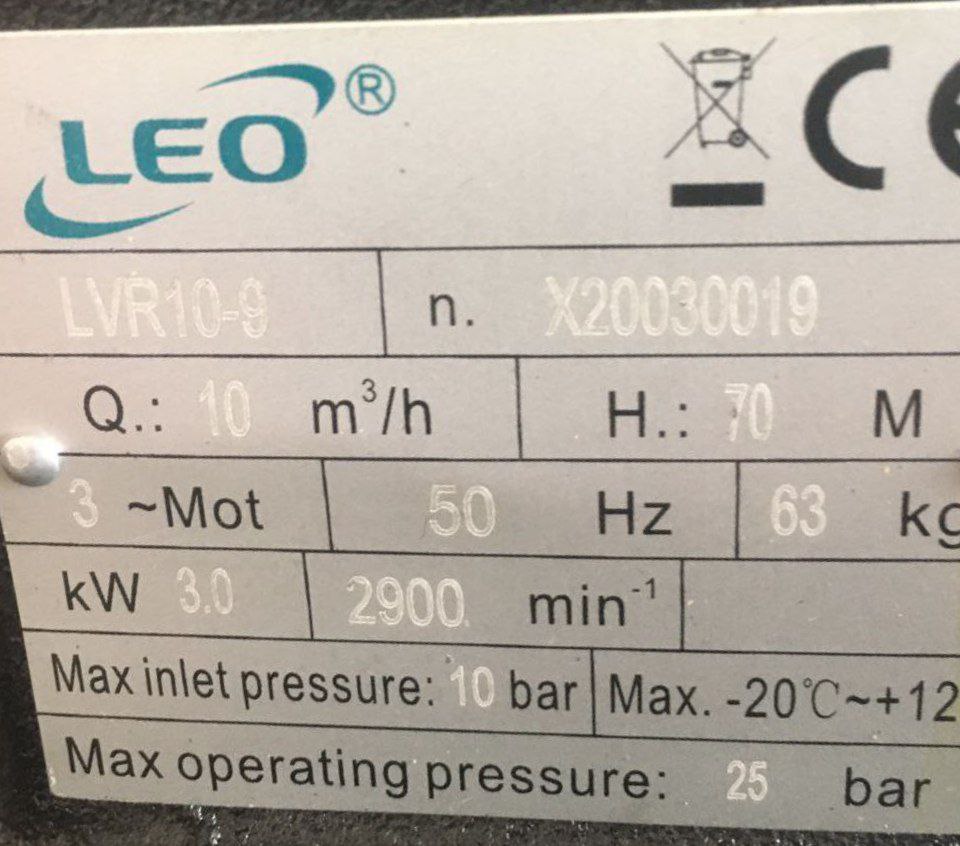 LEO®
CE
LVR10-9 n. X20030019
Q.: 10 m³/h H.: 70 M
3 ~Mot 50 Hz 63 kg
kW 3.0 2900 min⁻¹
Max inlet pressure: 10 bar Max. -20℃~+12
Max operating pressure: 25 bar